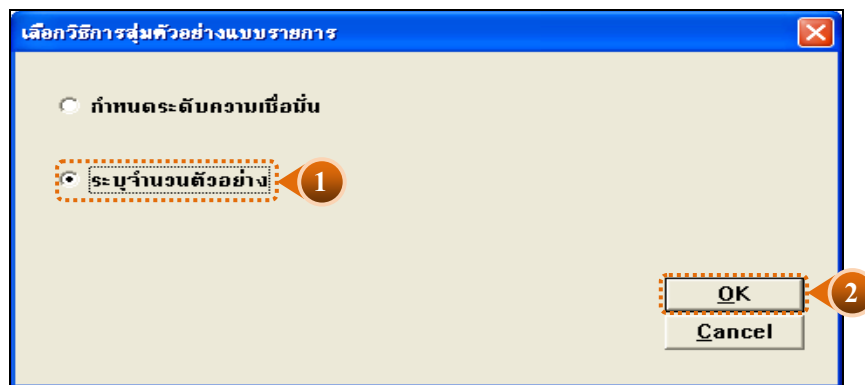 เลือกวิธีการสุ่มตัวอย่างแบบรายการ
กำหนดระดับความเชื่อมั่น
ระบุจำนวนตัวอย่าง
1
OK
2
Cancel